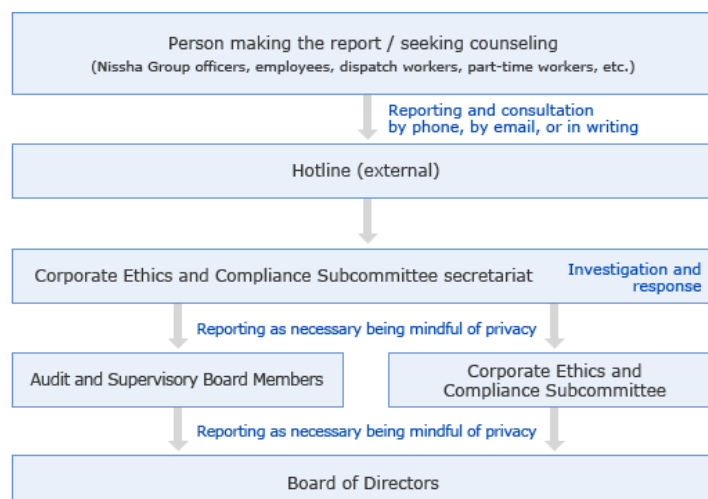 Person making the report / seeking counseling
(Nissha Group officers, employees, dispatch workers, part-time workers, etc.)
Reporting and consultation
by phone, by email, or in writing
Hotline (external)
Corporate Ethics and Compliance Subcommittee secretariat
Investigation and
response
Reporting as necessary being mindful of privacy
Audit and Supervisory Board Members
Corporate Ethics and
Compliance Subcommittee
Reporting as necessary being mindful of privacy
Board of Directors